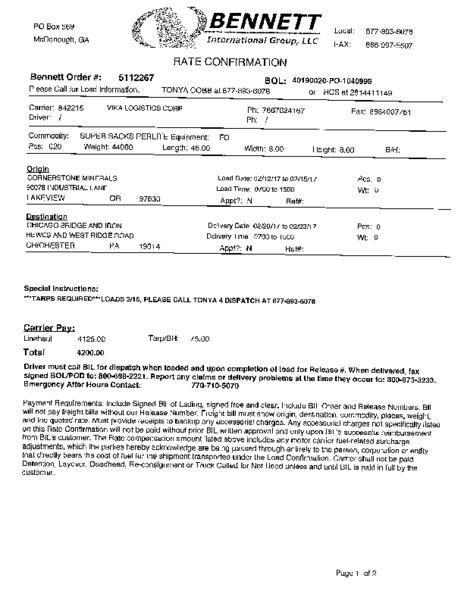 PO Box 569
McDonough, GA
BENNETT
International Group, LLC
Local: 877-893-6078
FAX: 866 997-5507
RATE CONFIRMATION
Bennett Order #: 5112267
BOL: 40190020-PO-1040999
Please Call for Load Information. TONYA COBB at 877-893-6078 or HCS at 2814411149
Carrier: 842215 VIKA LOGISTICS CORP Ph: 7667024167 Fax: 8984007761
Driver: / Ph: /
Commodity: SUPER SACKS PERLITE Equipment: FD
Pcs: 020 Weight: 44000 Length: 48.00 Width: 8.00 Height: 8.00 B/H:
Origin
CORNERSTONE MINERALS Load Date: 02/12/17 to 02/15/17 Pcs: 0
90078 INDUSTRIAL LANE Load Time: 0700 to 1500 Wt: 0
LAKEVIEW OR 97630 Appt?: N Ref#:
Destination
CHICAGO BRIDGE AND IRON Delivery Date: 02/20/17 to 02/22/17 Pcs: 0
HEWES AND WEST RIDGE ROAD Delivery Time: 0700 to 1500 Wt: 0
CHICHESTER PA 19014 Appt?: N Ref#:
Special Instructions:
***TARPS REQUIRED***LOADS 2/15, PLEASE CALL TONYA 4 DISPATCH AT 877-893-6078
Carrier Pay:
Linehaul 4125.00 Tarp/BH: 75.00
Total 4200.00
Driver must call BIL for dispatch when loaded and upon completion of load for Release #. When delivered, fax
signed BOL/POD to: 800-698-2221. Report any claims or delivery problems at the time they occur to: 800-873-3233.
Emergency After Hours Contact: 770-710-5070
Payment Requirements: Include Signed Bill of Lading, signed free and clear. Include Bill Order and Release Numbers. BIL
will not pay freight bills without our Release Number. Freight bill must show origin, destination, commodity, pieces, weight,
and the quoted rate. Must provide receipts to backup any accessorial charges. Any accessorial charges not specifically listed
on this Rate Confirmation will not be paid without prior BIL written approval and only upon BIL's successful reimbursement
from BIL's customer. The Rate compensation amount listed above includes any motor carrier fuel-related surcharge
adjustments, which the parties hereby acknowledge are being passed through entirely to the person, corporation or entity
that directly bears the cost of fuel for the shipment transported under the Load Confirmation. Carrier shall not be paid
Detention, Layover, Deadhead, Re-consignment or Truck Called for Not Used unless and until BIL is paid in full by the
customer.
Page 1 of 2